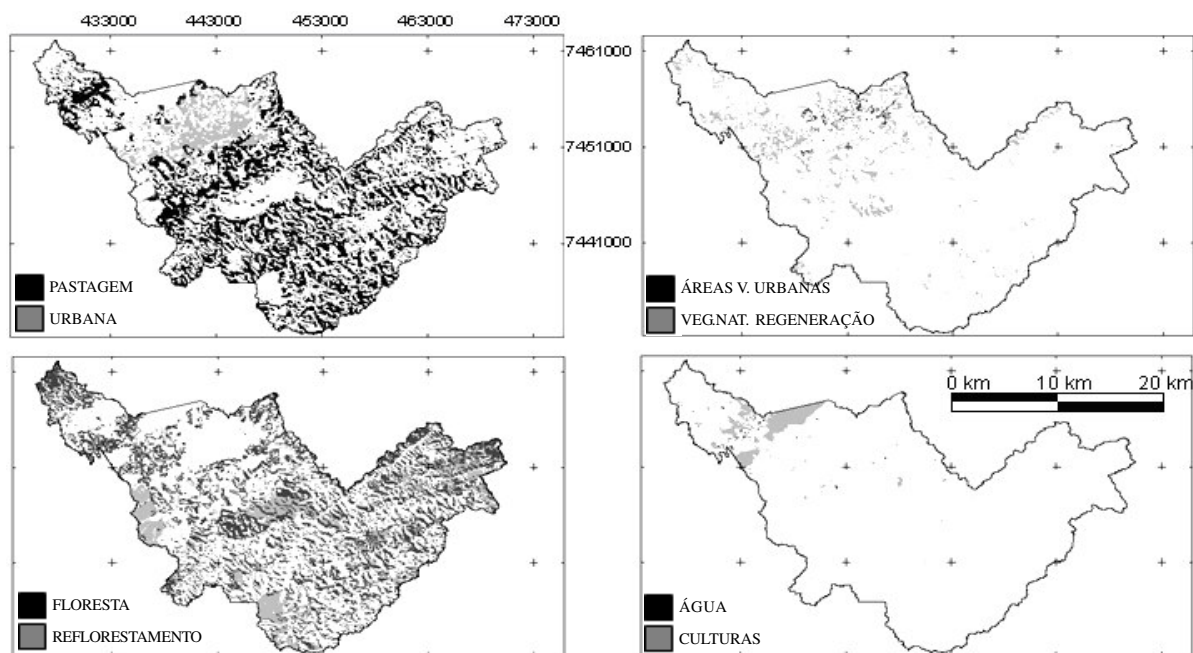 433000 443000 453000 463000 473000
7461000
7451000
7441000
PASTAGEM
URBANA
ÁREAS V. URBANAS
VEG.NAT. REGENERAÇÃO
0 km 10 km 20 km
FLORESTA
REFLORESTAMENTO
ÁGUA
CULTURAS